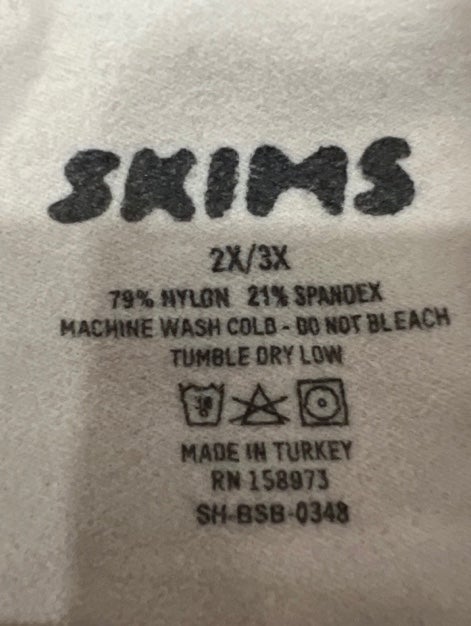 SKIMS
2X/3X
79% NYLON 21% SPANDEX
MACHINE WASH COLD - DO NOT BLEACH
TUMBLE DRY LOW
MADE IN TURKEY
RN 158973
SH-BSB-0348